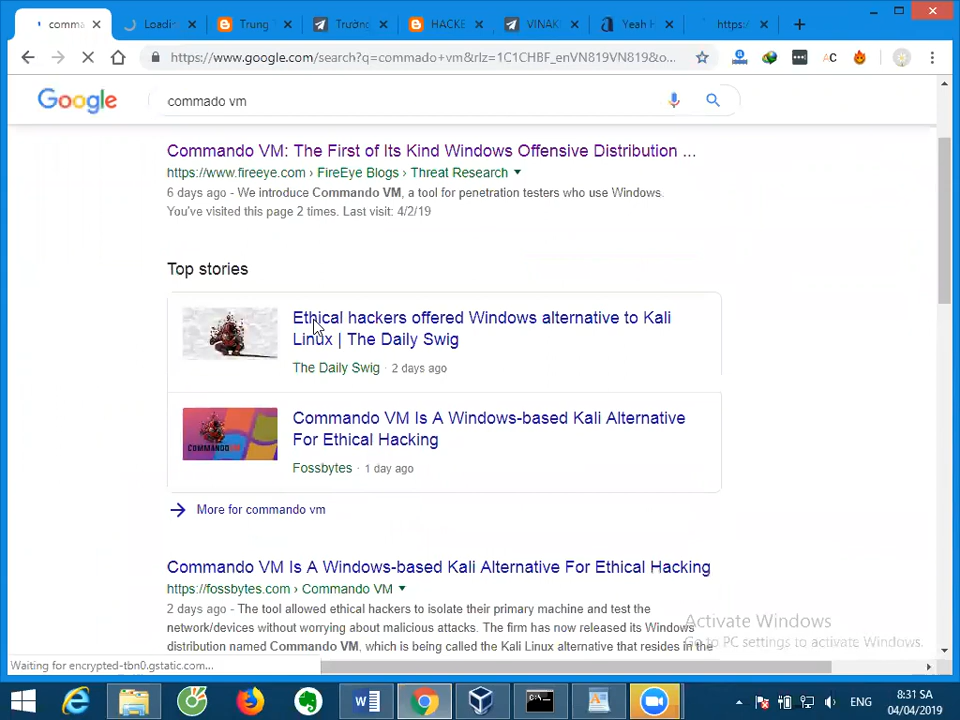 comma
Loadi
Trung T
Trườn
HACKE
VINAK
Yeah H
https:/
https://www.google.com/search?q=commado+vm&rlz=1C1CHBF_enVN819VN819&o...
AC
Google
commado vm
Commando VM: The First of Its Kind Windows Offensive Distribution ...
https://www.fireeye.com › FireEye Blogs › Threat Research
6 days ago - We introduce Commando VM, a tool for penetration testers who use Windows.
You've visited this page 2 times. Last visit: 4/2/19
Top stories
Ethical hackers offered Windows alternative to Kali
Linux | The Daily Swig
The Daily Swig · 2 days ago
COMMANDO VM
Commando VM Is A Windows-based Kali Alternative
For Ethical Hacking
Fossbytes · 1 day ago
More for commando vm
Commando VM Is A Windows-based Kali Alternative For Ethical Hacking
https://fossbytes.com › Commando VM
2 days ago - The tool allowed ethical hackers to isolate their primary machine and test the
network/devices without worrying about malicious attacks. The firm has now released its Windows
distribution named Commando VM, which is being called the Kali Linux alternative that resides in the
Activate Windows
Go to PC settings to activate Windows.
Waiting for encrypted-tbn0.gstatic.com...
ENG
8:31 SA
04/04/2019